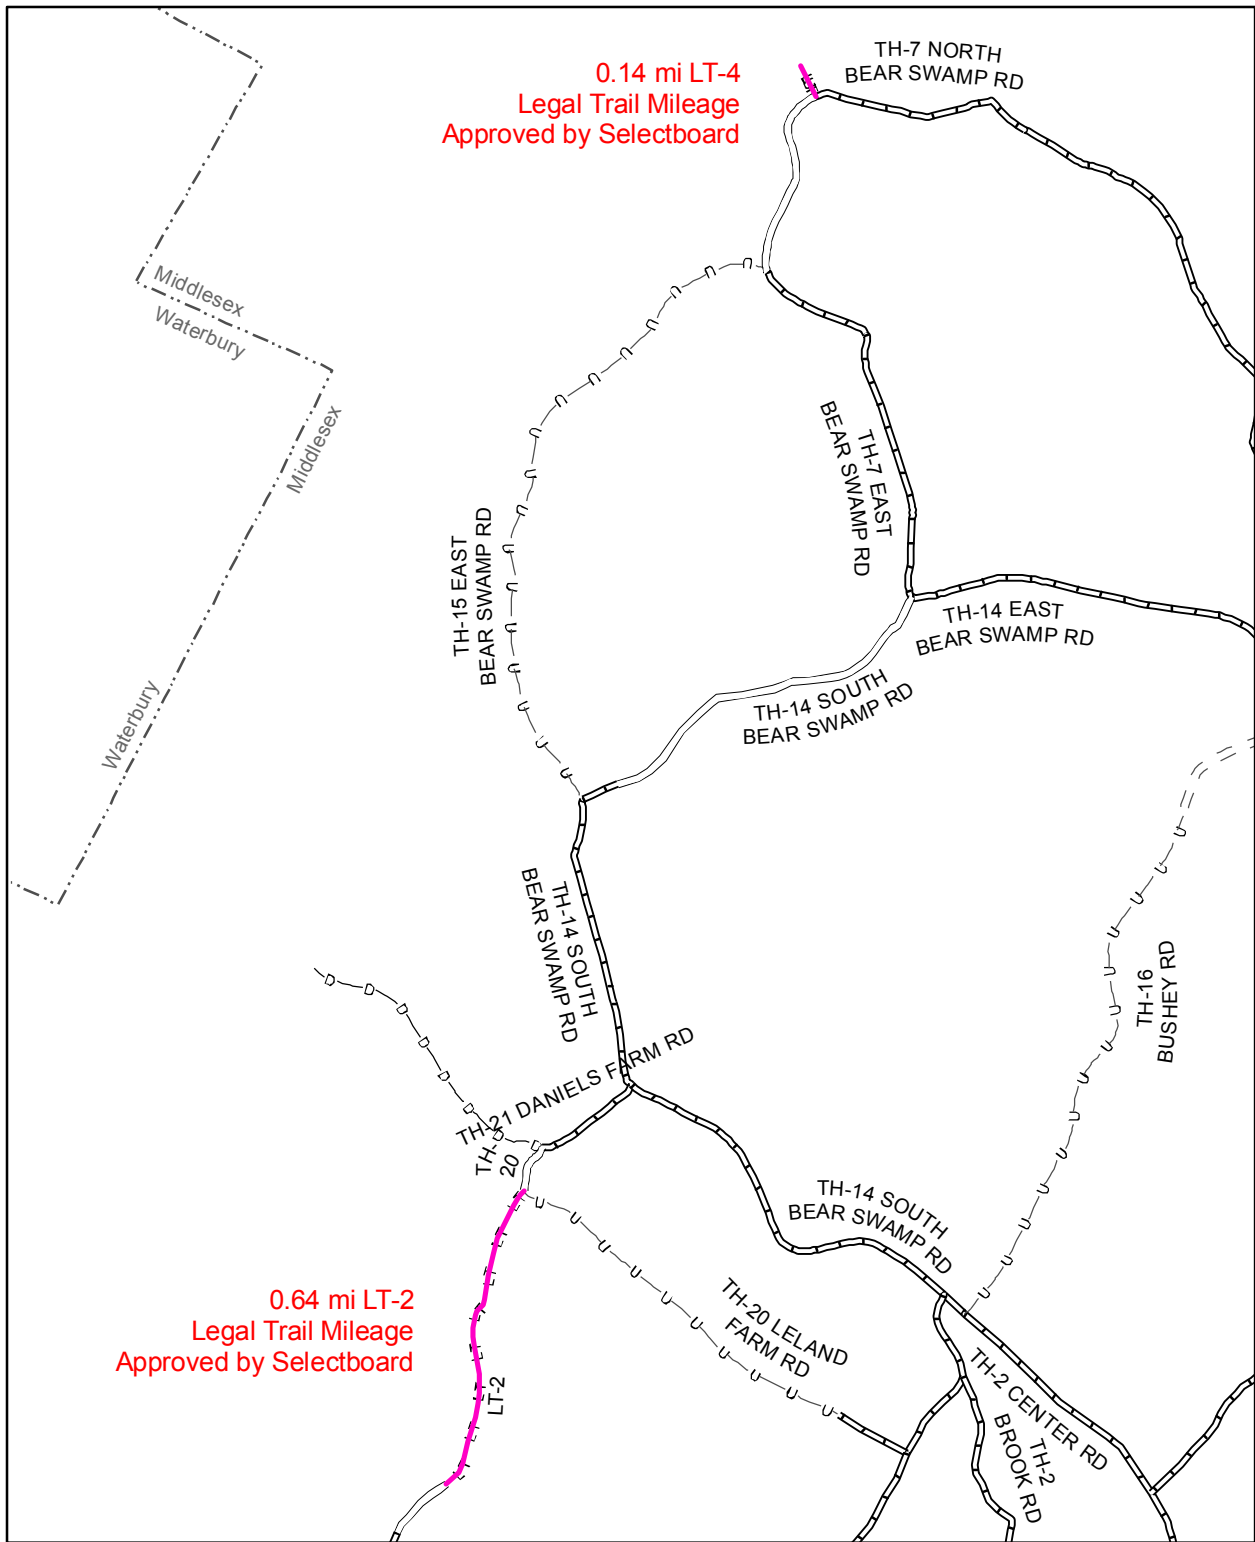 TH-7 NORTH
BEAR SWAMP RD
0.14 mi LT-4
Legal Trail Mileage
Approved by Selectboard
Middlesex
Waterbury
Middlesex
TH-7 EAST
BEAR SWAMP RD
TH-15 EAST
BEAR SWAMP RD
TH-14 EAST
BEAR SWAMP RD
TH-14 SOUTH
BEAR SWAMP RD
Waterbury
TH-14 SOUTH
BEAR SWAMP RD
TH-16
BUSHEY RD
TH-21 DANIELS FARM RD
TH-
20
TH-14 SOUTH
BEAR SWAMP RD
0.64 mi LT-2
Legal Trail Mileage
Approved by Selectboard
TH-20 LELAND
FARM RD
LT-2
TH-2 CENTER RD
TH-2
BROOK RD